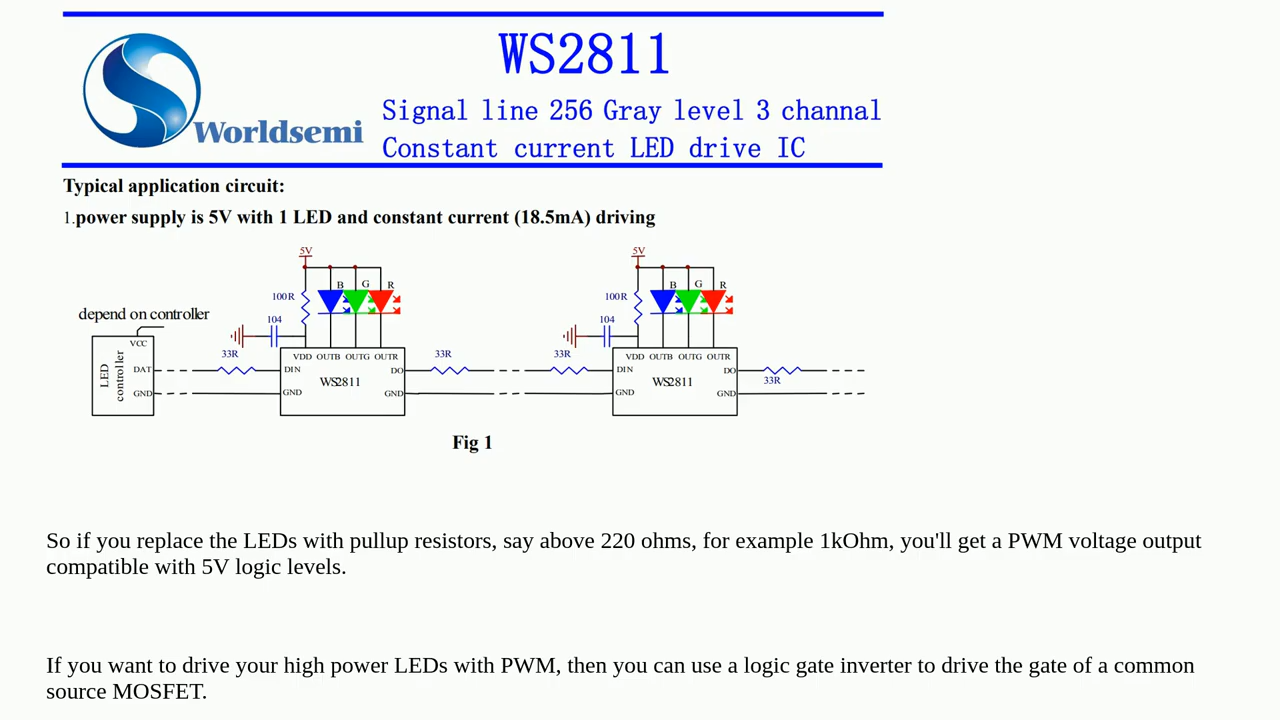 WS2811
Worldsemi
Signal line 256 Gray level 3 channal
Constant current LED drive IC
Typical application circuit:
1.power supply is 5V with 1 LED and constant current (18.5mA) driving
5V
5V
B G R
B G R
100R
100R
depend on controller
104
104
VCC
33R
33R
33R
VDD OUTB OUTG OUTR
VDD OUTB OUTG OUTR
LED
controller
DAT
DIN
DO
DIN
DO
WS2811
WS2811
33R
GND
GND
GND
GND
GND
Fig 1
So if you replace the LEDs with pullup resistors, say above 220 ohms, for example 1kOhm, you'll get a PWM voltage output
compatible with 5V logic levels.
If you want to drive your high power LEDs with PWM, then you can use a logic gate inverter to drive the gate of a common
source MOSFET.